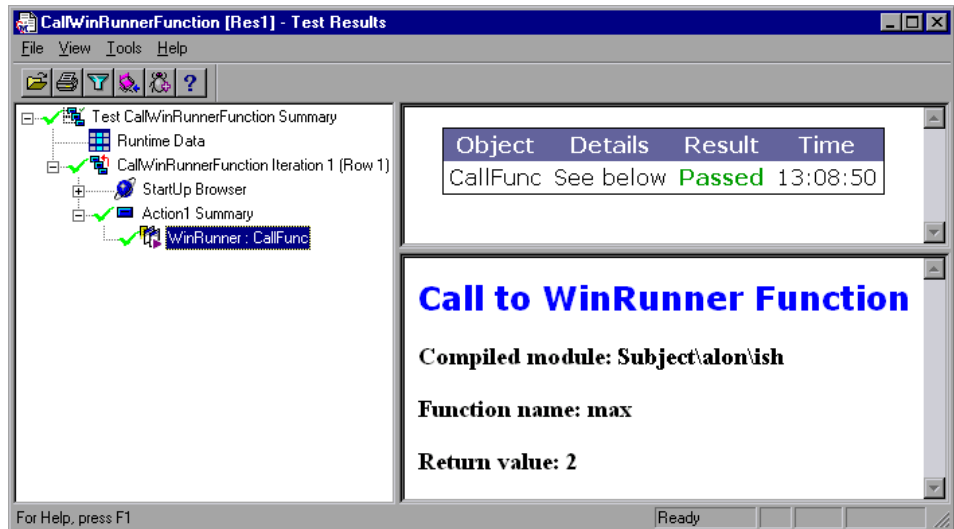 CallWinRunnerFunction [Res1] - Test Results
File View Tools Help
Test CallWinRunnerFunction Summary
Runtime Data
CallWinRunnerFunction Iteration 1 (Row 1)
StartUp Browser
Action1 Summary
WinRunner : CallFunc
Object Details Result Time
CallFunc See below Passed 13:08:50
Call to WinRunner Function
Compiled module: Subject\alon\ish
Function name: max
Return value: 2
For Help, press F1
Ready